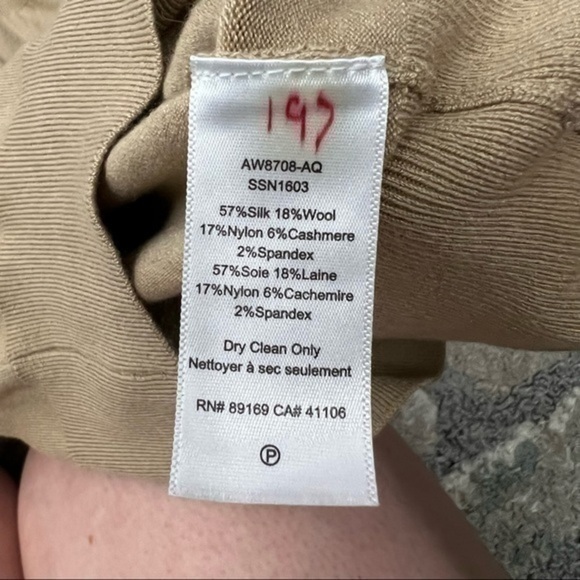 197
AW8708-AQ
SSN1603
57%Silk 18%Wool
17%Nylon 6%Cashmere
2%Spandex
57%Soie 18%Laine
17%Nylon 6%Cachemire
2%Spandex
Dry Clean Only
Nettoyer à sec seulement
RN# 89169 CA# 41106
P